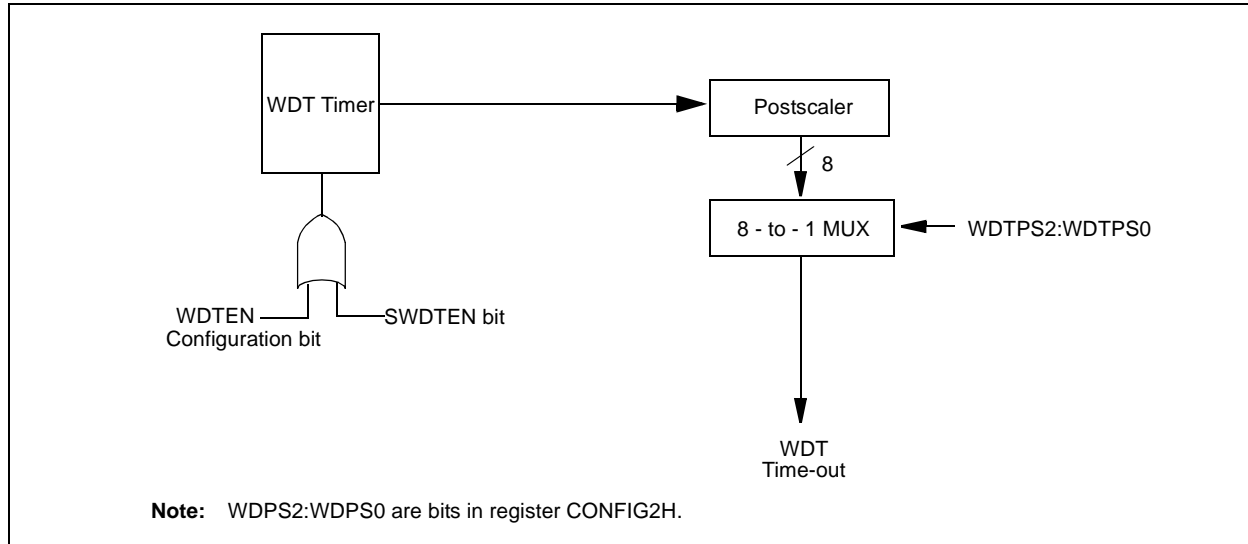 WDT Timer
Postscaler
8
8 - to - 1 MUX
WDTPS2:WDTPS0
WDTEN
Configuration bit
SWDTEN bit
WDT
Time-out
Note: WDPS2:WDPS0 are bits in register CONFIG2H.